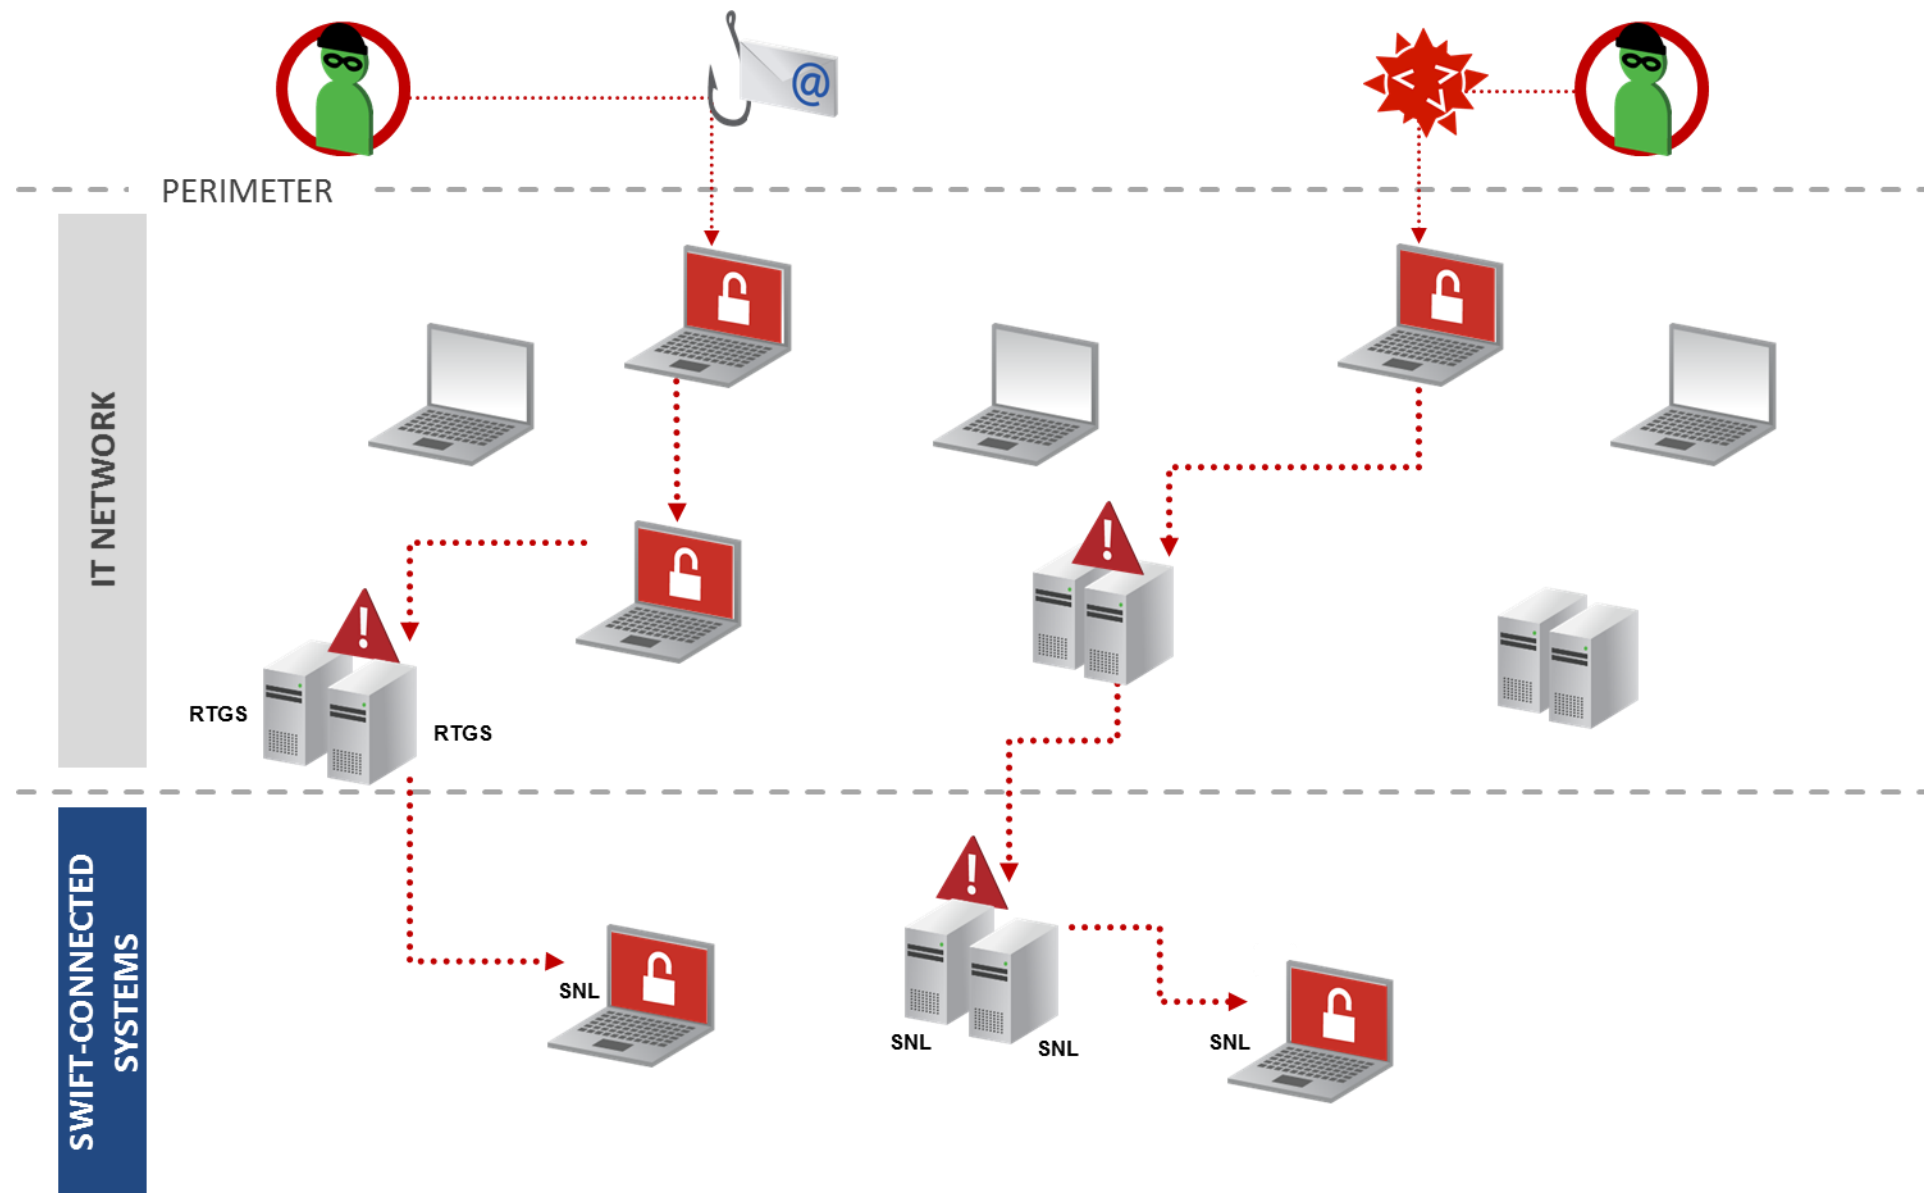 @
PERIMETER
IT NETWORK
!
!
RTGS
RTGS
SWIFT-CONNECTED
SYSTEMS
!
SNL
SNL
SNL
SNL